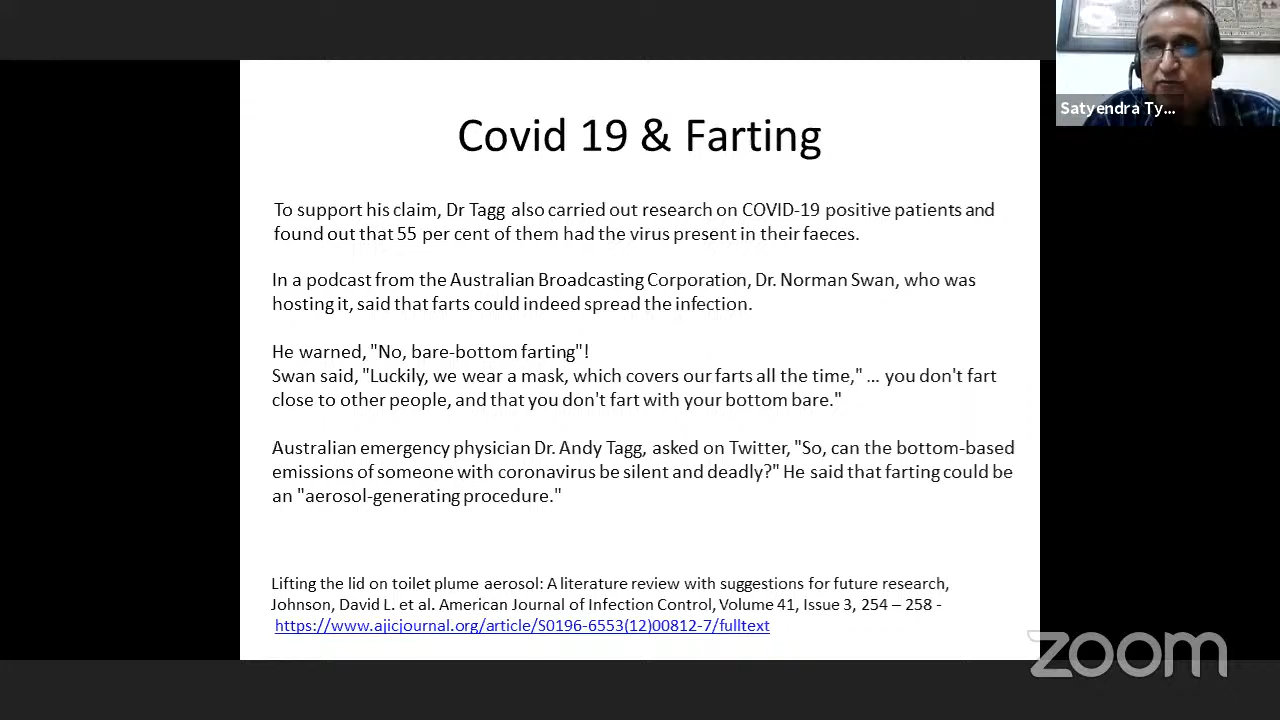 Satyendra Ty...
Covid 19 & Farting
To support his claim, Dr Tagg also carried out research on COVID-19 positive patients and
found out that 55 per cent of them had the virus present in their faeces.
In a podcast from the Australian Broadcasting Corporation, Dr. Norman Swan, who was
hosting it, said that farts could indeed spread the infection.
He warned, "No, bare-bottom farting"!
Swan said, "Luckily, we wear a mask, which covers our farts all the time," … you don't fart
close to other people, and that you don't fart with your bottom bare."
Australian emergency physician Dr. Andy Tagg, asked on Twitter, "So, can the bottom-based
emissions of someone with coronavirus be silent and deadly?" He said that farting could be
an "aerosol-generating procedure."
Lifting the lid on toilet plume aerosol: A literature review with suggestions for future research,
Johnson, David L. et al. American Journal of Infection Control, Volume 41, Issue 3, 254 – 258 -
https://www.ajicjournal.org/article/S0196-6553(12)00812-7/fulltext
zoom